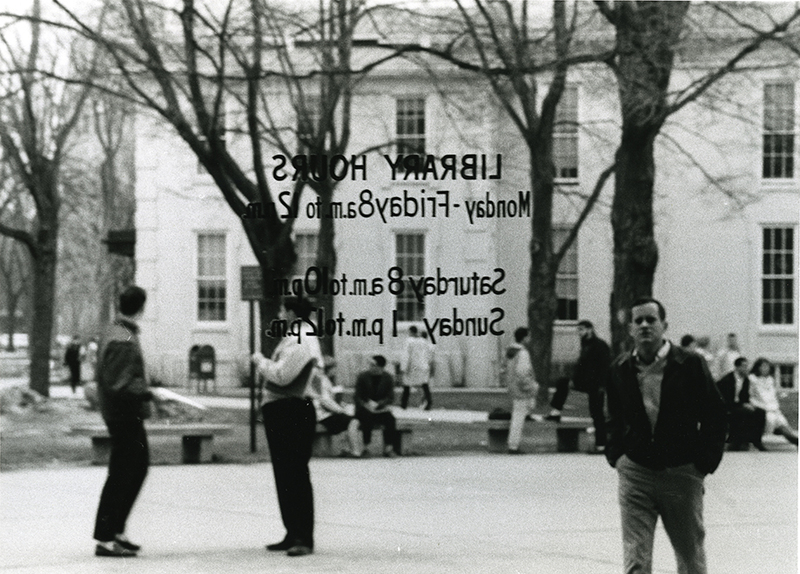 LIBRARY HOURS
Monday-Friday 8 a.m. to 12 p.m.
Saturday 8 a.m. to 10 p.m.
Sunday 1 p.m. to 12 p.m.